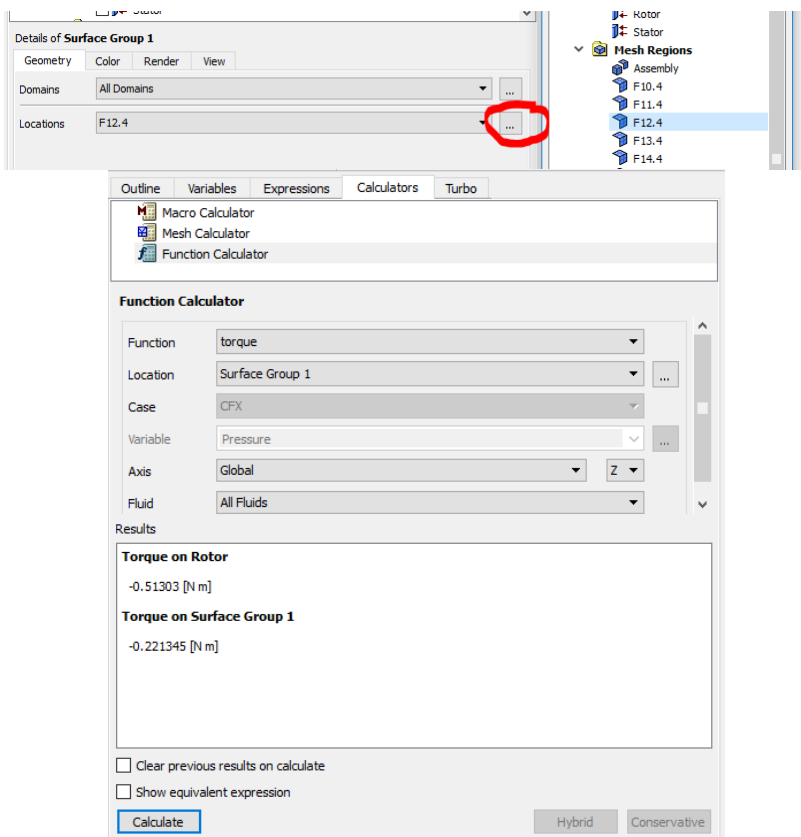 Rotor
Stator
Details of Surface Group 1
Geometry Color Render View
Domains All Domains ...
Locations F12.4 ...
Mesh Regions
Assembly
F10.4
F11.4
F12.4
F13.4
F14.4
Outline Variables Expressions Calculators Turbo
Macro Calculator
Mesh Calculator
Function Calculator
Function Calculator
Function torque
Location Surface Group 1 ...
Case CFX
Variable Pressure ...
Axis Global Z
Fluid All Fluids
Results
Torque on Rotor
-0.51303 [N m]
Torque on Surface Group 1
-0.221345 [N m]
Clear previous results on calculate
Show equivalent expression
Calculate Hybrid Conservative